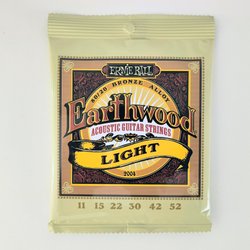 ERNIE BALL
80/20 BRONZE ALLOY
Earthwood
ACOUSTIC GUITAR STRINGS
LIGHT
2004
11 15 22 30 42 52